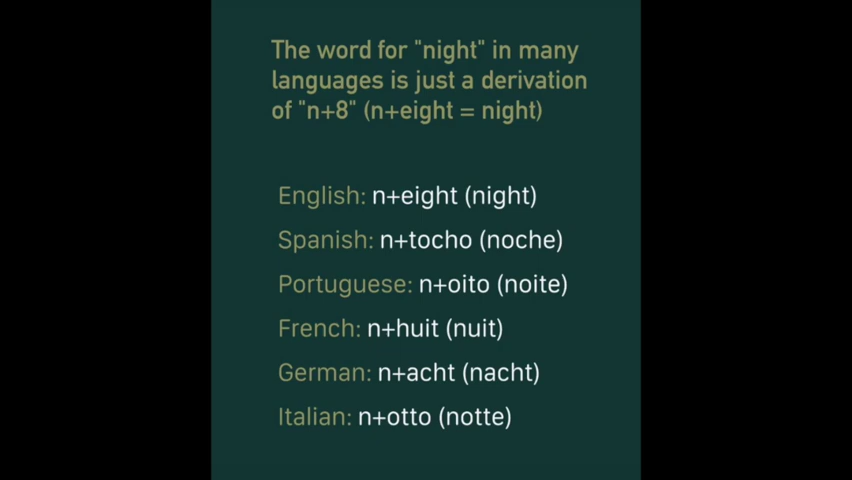 The word for "night" in many
languages is just a derivation
of "n+8" (n+eight = night)
English: n+eight (night)
Spanish: n+tocho (noche)
Portuguese: n+oito (noite)
French: n+huit (nuit)
German: n+acht (nacht)
Italian: n+otto (notte)